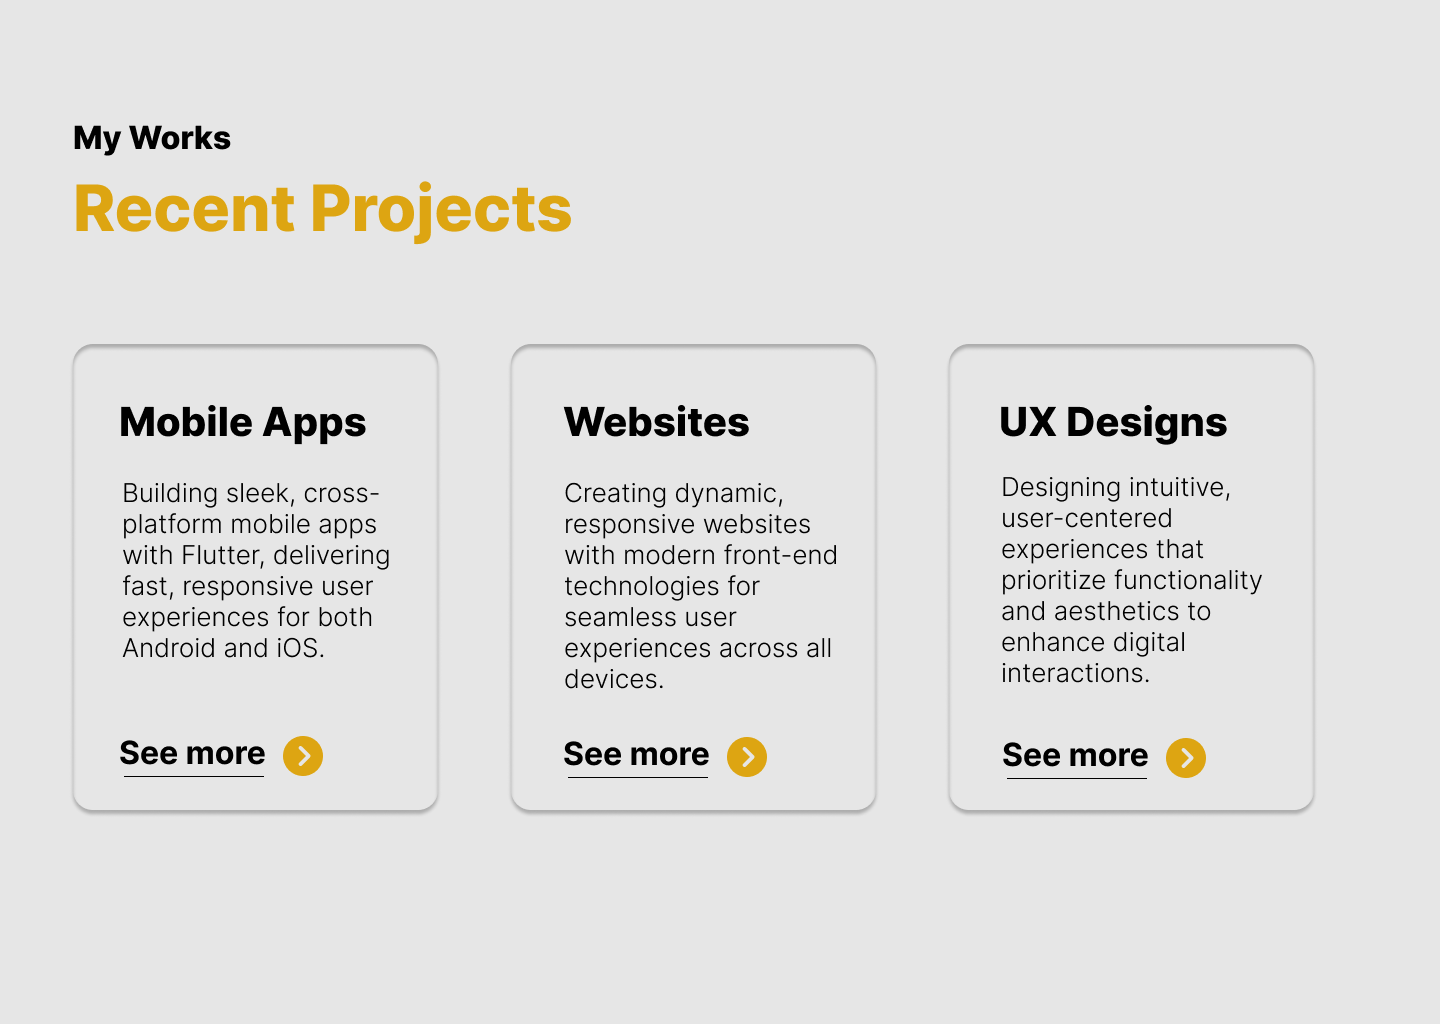 My Works
Recent Projects
Mobile Apps
Building sleek, cross-
platform mobile apps
with Flutter, delivering
fast, responsive user
experiences for both
Android and iOS.
See more
Websites
Creating dynamic,
responsive websites
with modern front-end
technologies for
seamless user
experiences across all
devices.
See more
UX Designs
Designing intuitive,
user-centered
experiences that
prioritize functionality
and aesthetics to
enhance digital
interactions.
See more